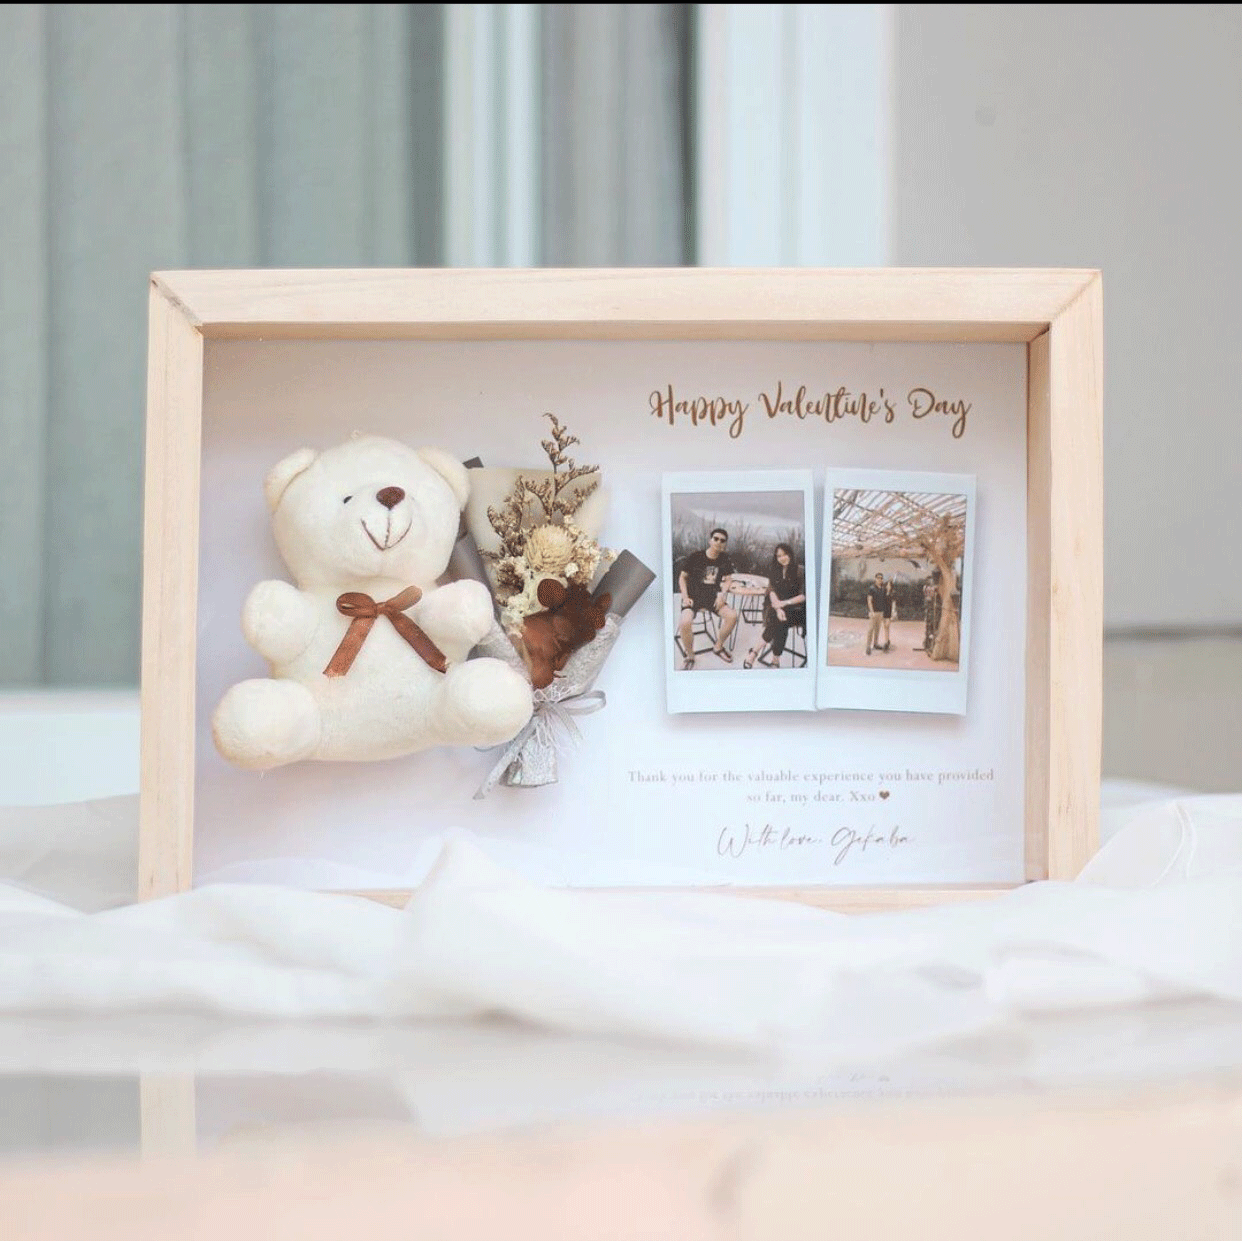 Happy Valentine's Day
Thank you for the valuable experience you have provided
so far, my dear. Xxo ❤
With love, Gekaba